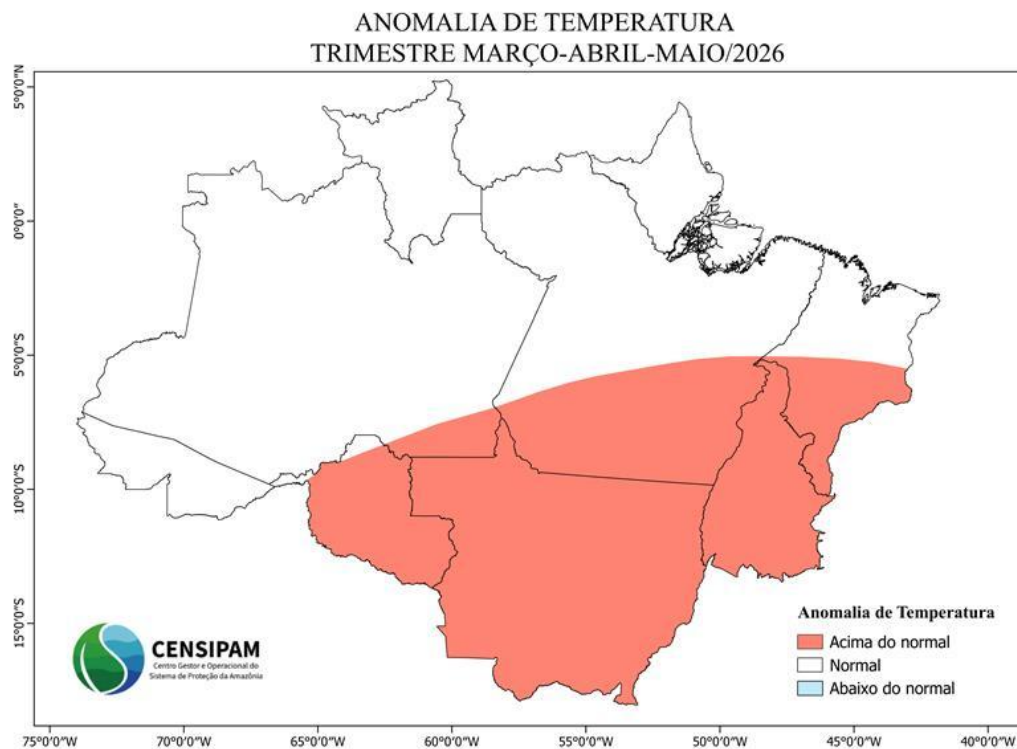 ANOMALIA DE TEMPERATURA
TRIMESTRE MARÇO-ABRIL-MAIO/2026
5°0'0"N
0°0'0"
5°0'0"S
10°0'0"S
15°0'0"S
Anomalia de Temperatura
Acima do normal
Normal
Abaixo do normal
CENSIPAM
Centro Gestor e Operacional do
Sistema de Proteção da Amazônia
75°0'0"W 70°0'0"W 65°0'0"W 60°0'0"W 55°0'0"W 50°0'0"W 45°0'0"W 40°0'0"W